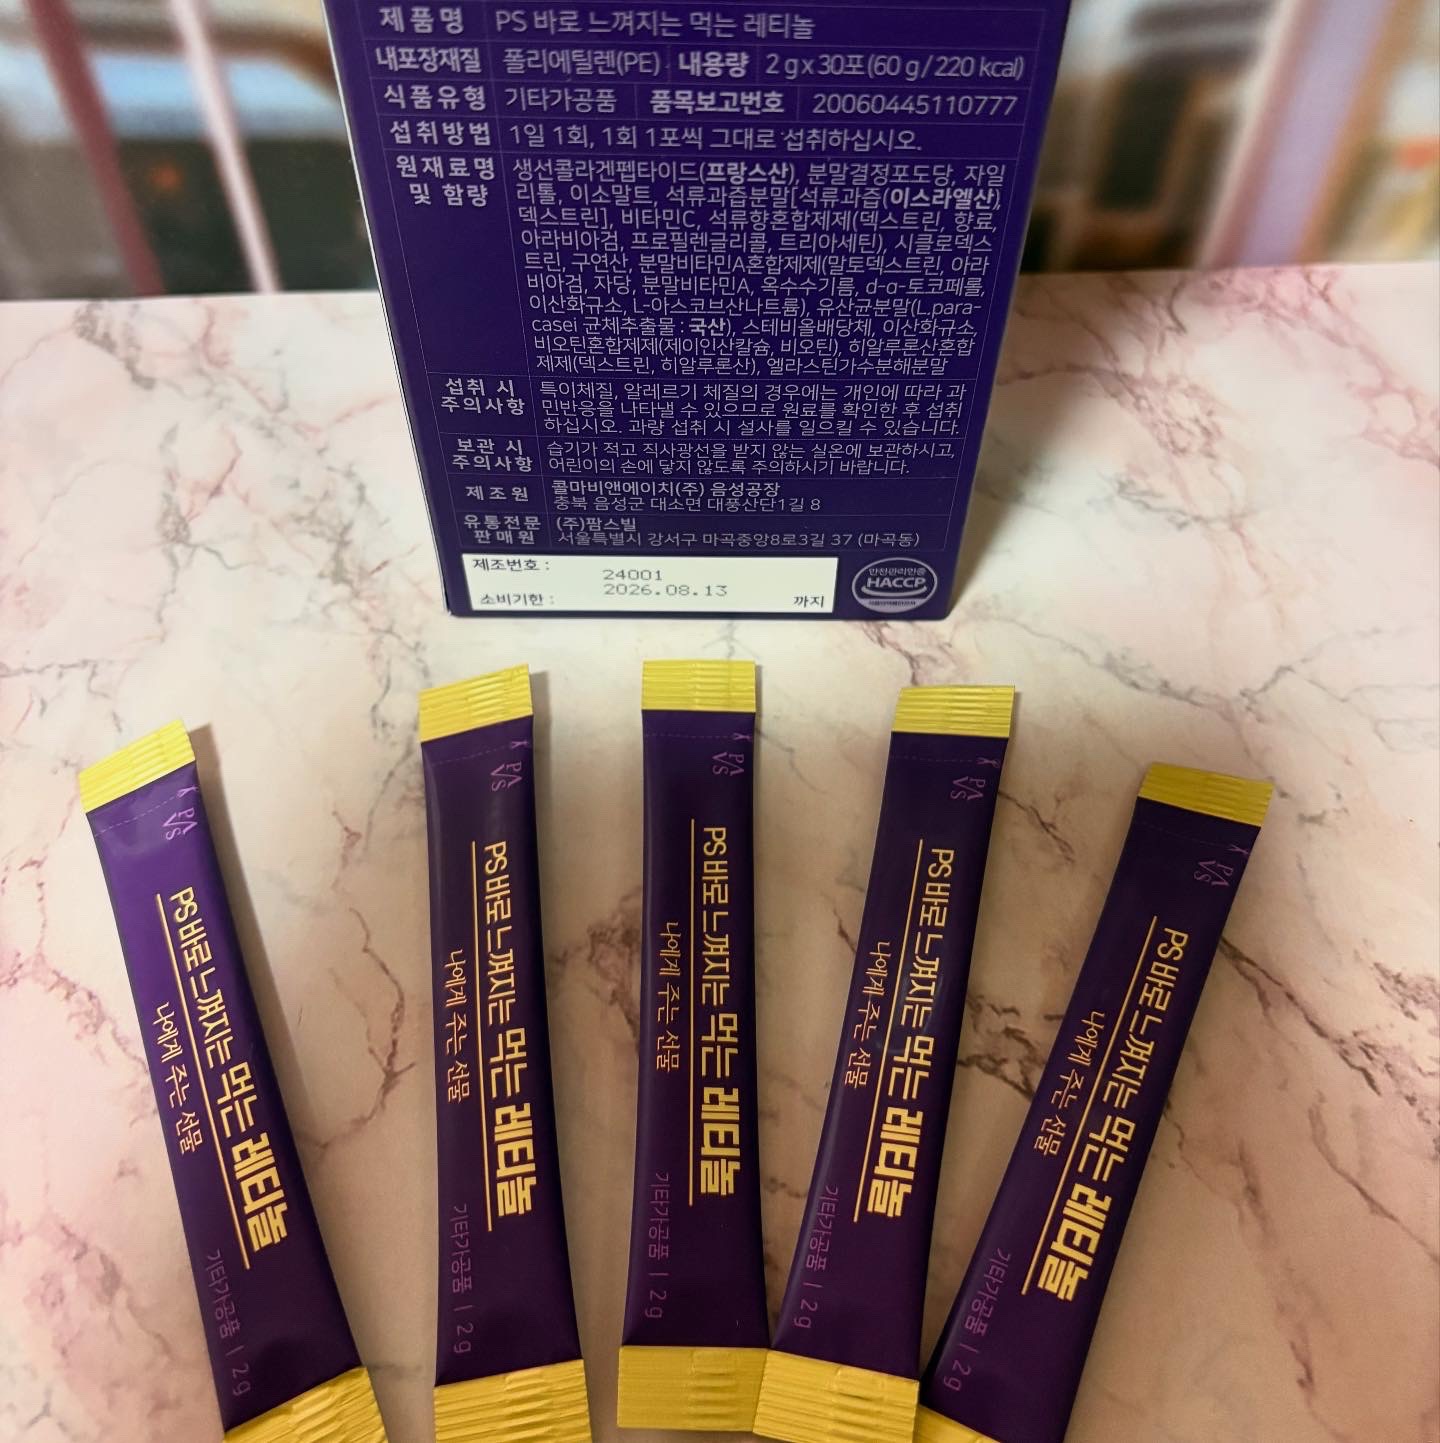 제품명 PS 바로 느껴지는 먹는 레티놀
내포장재질 폴리에틸렌(PE) 내용량 2 g x 30포(60 g / 220 kcal)
식품유형 기타가공품 품목보고번호 20060445110777
섭취방법 1일 1회, 1회 1포씩 그대로 섭취하십시오.
원재료명 생선콜라겐펩타이드(프랑스산), 분말결정포도당, 자일
및 함량 리톨, 이소말트, 석류과즙분말[석류과즙(이스라엘산),
덱스트린], 비타민C, 석류향혼합제제(덱스트린, 향료,
아라비아검, 프로필렌글리콜, 트리아세틴), 시클로덱스
트린, 구연산, 분말비타민A혼합제제(말토덱스트린, 아라
비아검, 자당, 분말비타민A, 옥수수기름, d-α-토코페롤,
이산화규소, L-아스코브산나트륨), 유산균분말(L.para-
casei 균체추출물 : 국산), 스테비올배당체, 이산화규소,
비오틴혼합제제(제이인산칼슘, 비오틴), 히알루론산혼합
제제(덱스트린, 히알루론산), 엘라스틴가수분해분말
섭취 시 특이체질, 알레르기 체질의 경우에는 개인에 따라 과
주의사항 민반응을 나타낼 수 있으므로 원료를 확인한 후 섭취
하십시오. 과량 섭취 시 설사를 일으킬 수 있습니다.
보관 시 습기가 적고 직사광선을 받지 않는 실온에 보관하시고,
주의사항 어린이의 손에 닿지 않도록 주의하시기 바랍니다.
제조원 콜마비앤에이치(주) 음성공장
충북 음성군 대소면 대풍산단1길 8
유통전문 (주)팜스빌
판매원 서울특별시 강서구 마곡중앙8로3길 37 (마곡동)
제조번호 : 24001
소비기한 : 2026.08.13 까지
안전관리인증
HACCP
식품의약품안전처
PA
VS
PS 바로 느껴지는 먹는 레티놀
나에게 주는 선물
기타가공품 | 2 g
PA
VS
PS 바로 느껴지는 먹는 레티놀
나에게 주는 선물
기타가공품 | 2 g
PA
VS
PS 바로 느껴지는 먹는 레티놀
나에게 주는 선물
기타가공품 | 2 g
PA
VS
PS 바로 느껴지는 먹는 레티놀
나에게 주는 선물
기타가공품 | 2 g
PA
VS
PS 바로 느껴지는 먹는 레티놀
나에게 주는 선물
기타가공품 | 2 g